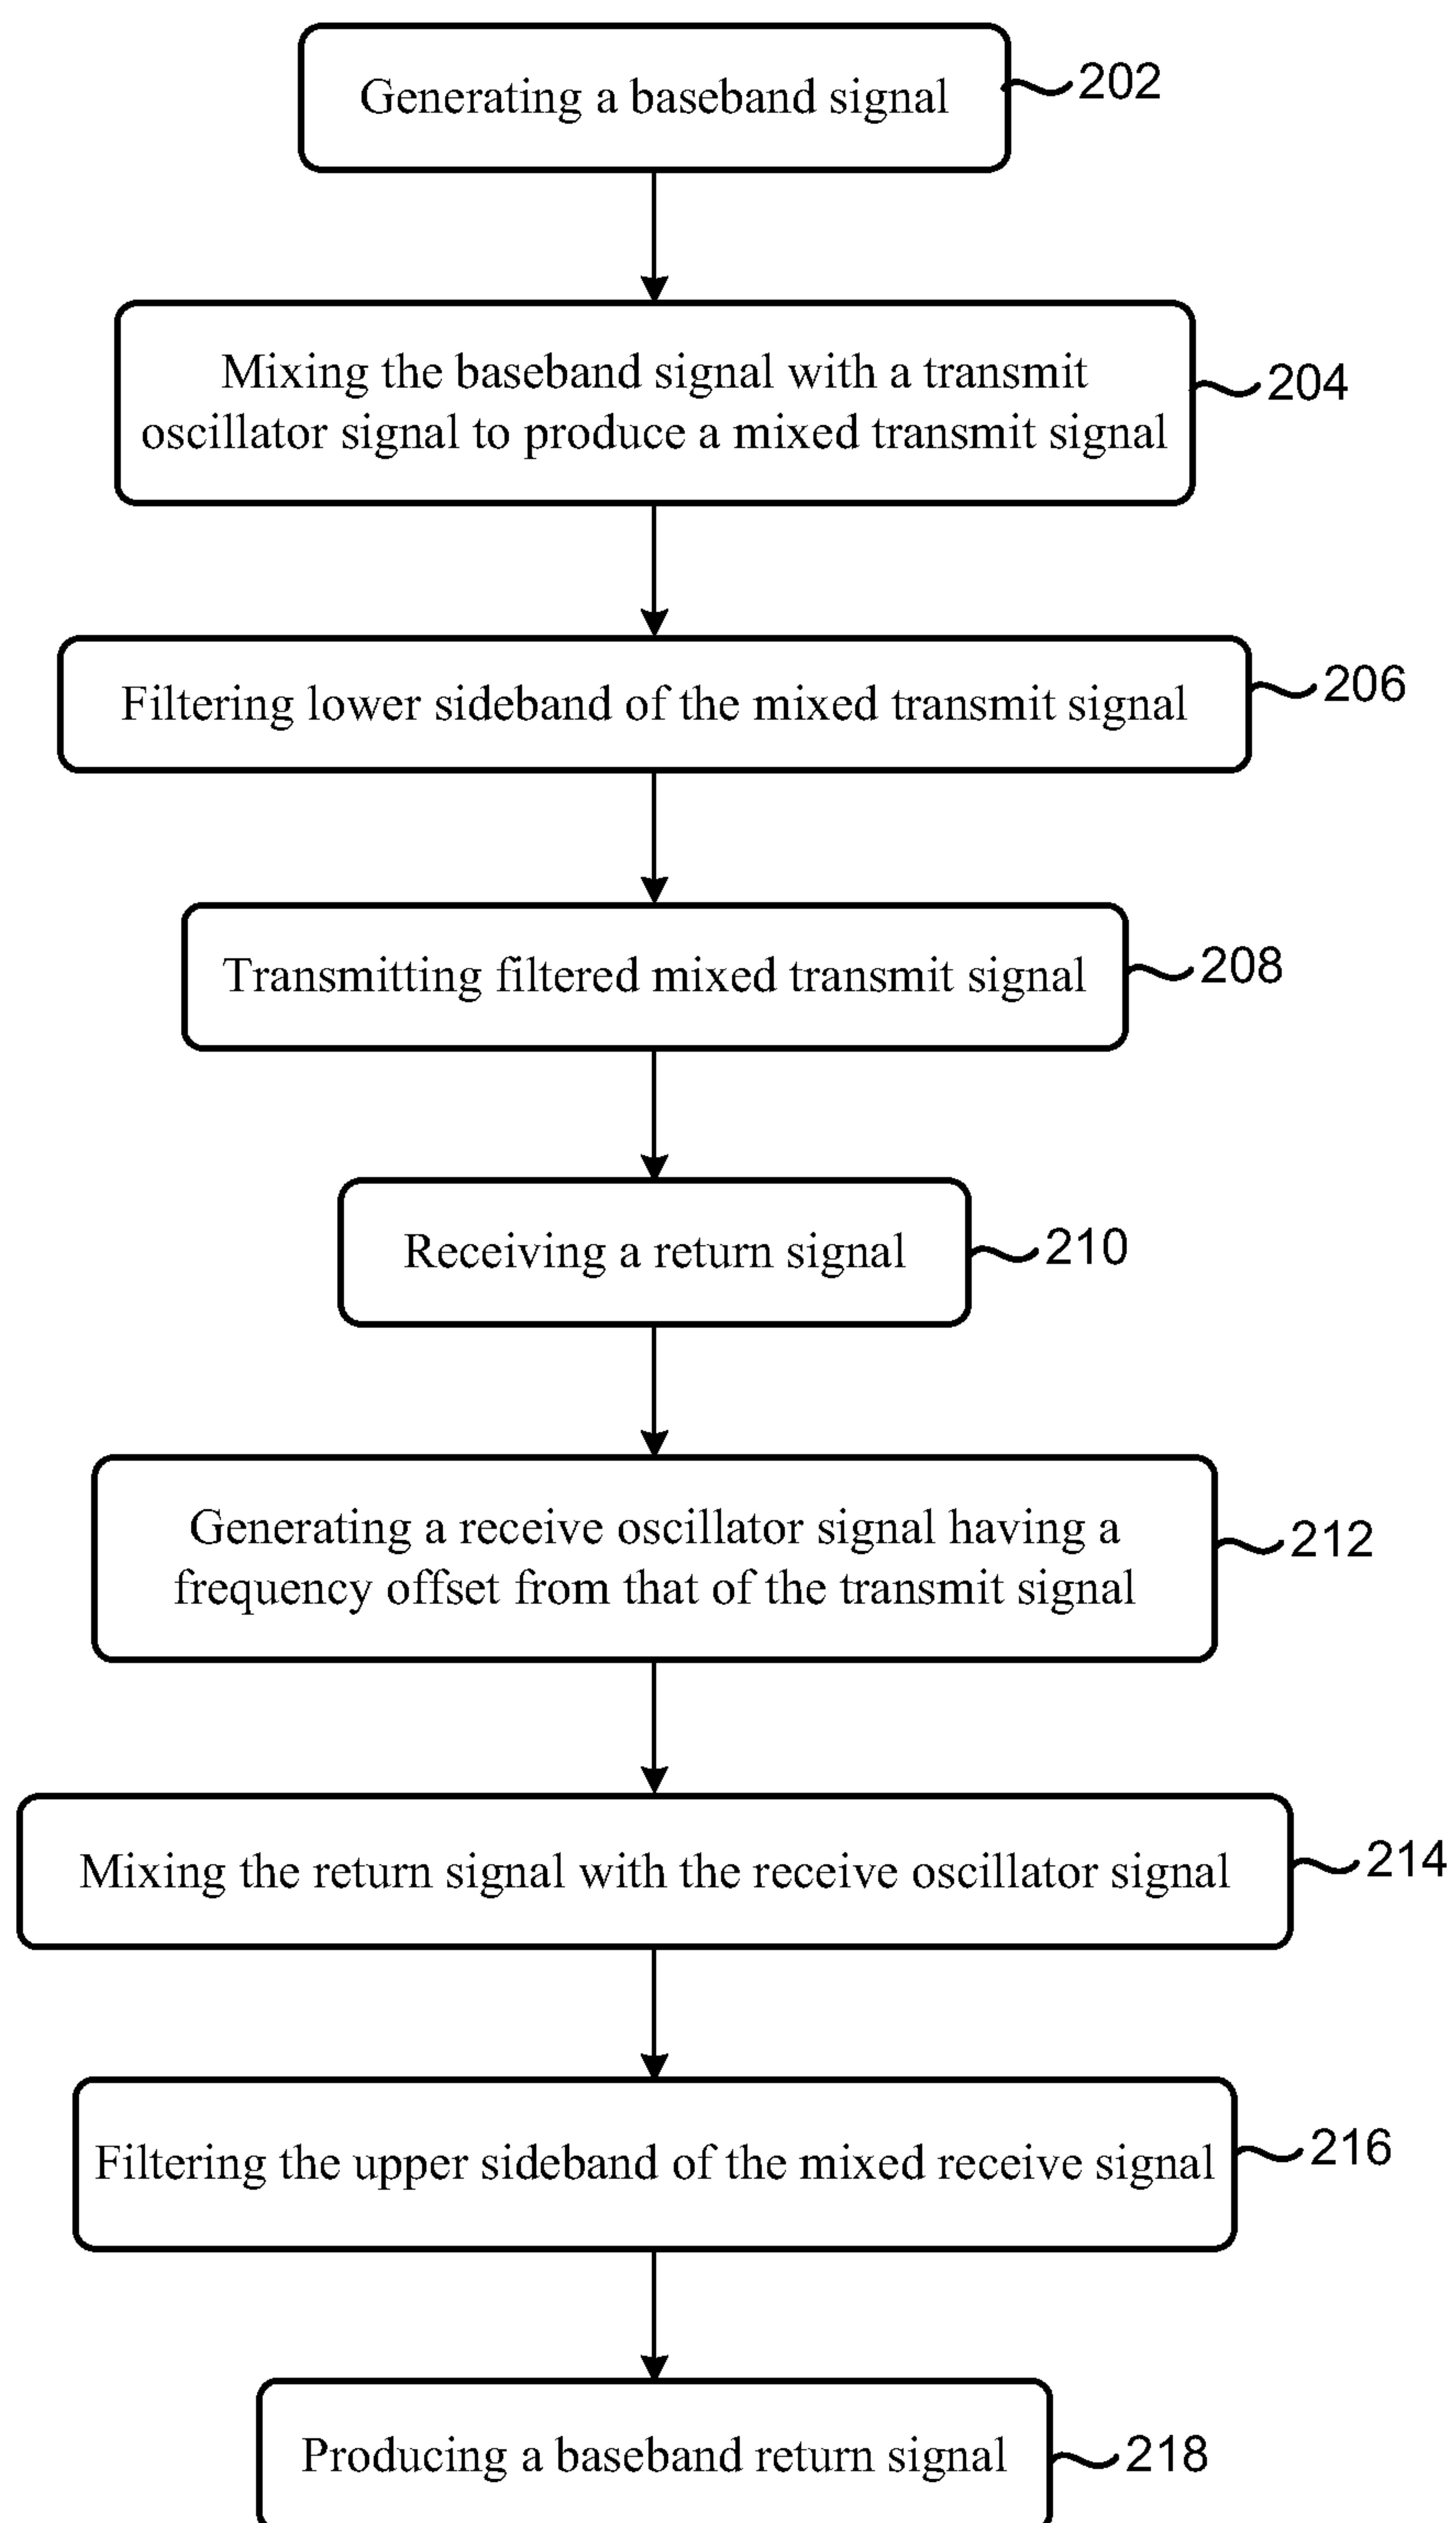 Generating a baseband signal
202
Mixing the baseband signal with a transmit
oscillator signal to produce a mixed transmit signal
204
Filtering lower sideband of the mixed transmit signal
206
Transmitting filtered mixed transmit signal
208
Receiving a return signal
210
Generating a receive oscillator signal having a
frequency offset from that of the transmit signal
212
Mixing the return signal with the receive oscillator signal
214
Filtering the upper sideband of the mixed receive signal
216
Producing a baseband return signal
218